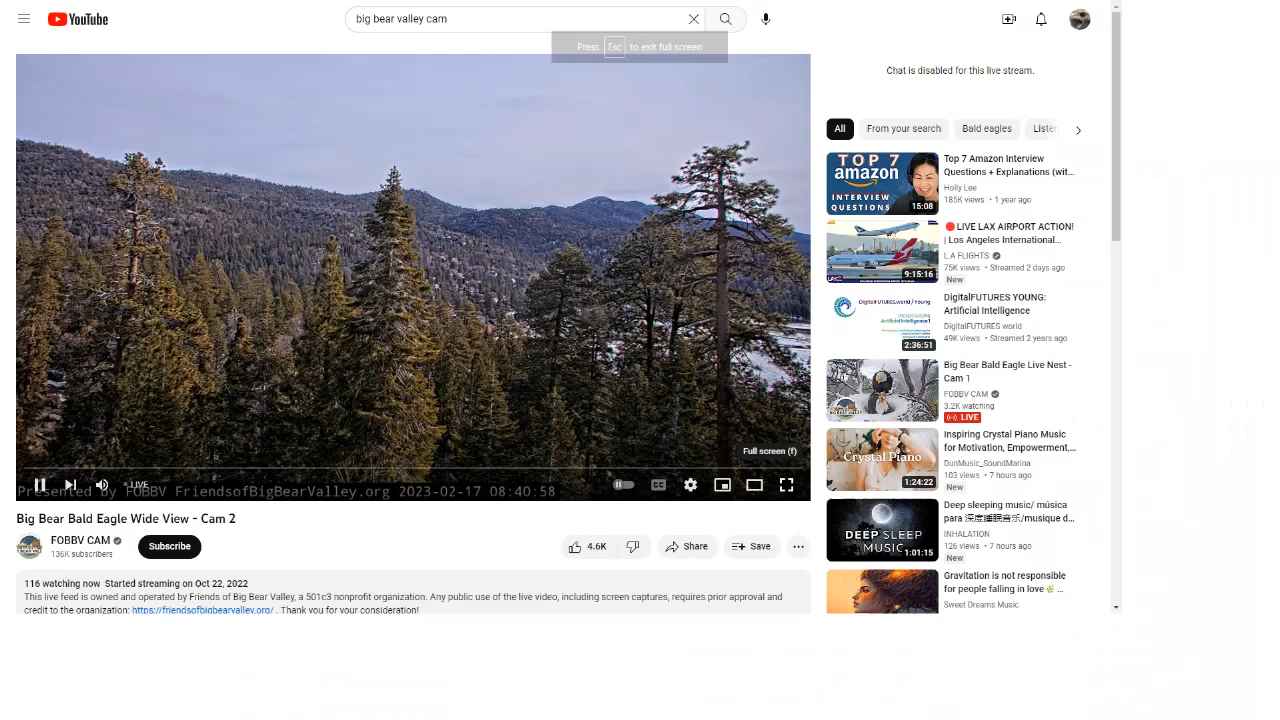 YouTube
big bear valley cam
Press Esc to exit full screen
Full screen (f)
LIVE
Presented by FOBBV FriendsofBigBearValley.org 2023-02-17 08:40:58
Big Bear Bald Eagle Wide View - Cam 2
FOBBV CAM
136K subscribers
Subscribe
4.6K
Share
Save
116 watching now Started streaming on Oct 22, 2022
This live feed is owned and operated by Friends of Big Bear Valley, a 501c3 nonprofit organization. Any public use of the live video, including screen captures, requires prior approval and
credit to the organization: https://friendsofbigbearvalley.org/ . Thank you for your consideration!
Chat is disabled for this live stream.
All
From your search
Bald eagles
Listen
TOP 7
amazon
INTERVIEW
QUESTIONS
15:08
Top 7 Amazon Interview
Questions + Explanations (wit...
Holly Lee
185K views • 1 year ago
9:15:16
🔴LIVE LAX AIRPORT ACTION!
| Los Angeles International...
L.A FLIGHTS
75K views • Streamed 2 days ago
New
DigitalFUTURES.world / Young
Artificial Intelligence
2:36:51
DigitalFUTURES YOUNG:
Artificial Intelligence
DigitalFUTURES world
49K views • Streamed 2 years ago
Big Bear Bald Eagle Live Nest -
Cam 1
FOBBV CAM
3.2K watching
LIVE
Crystal Piano
1:24:22
Inspiring Crystal Piano Music
for Motivation, Empowerment,...
DunMusic_SoundMarina
103 views • 7 hours ago
New
DEEP SLEEP
MUSIC
1:01:15
Deep sleeping music/ música
para 深度睡眠音乐/musique d...
INHALATION
126 views • 7 hours ago
New
Gravitation is not responsible
for people falling in love🌿 ...
Sweet Dreams Music